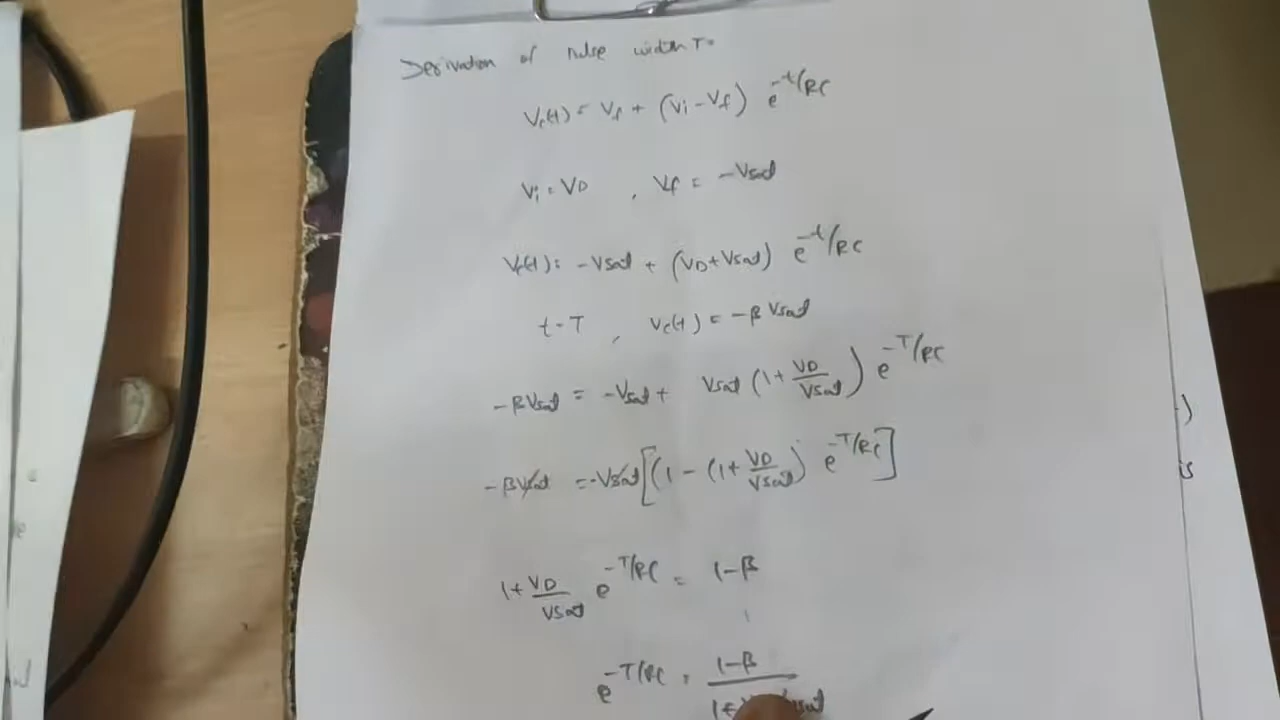 Derivation of Pulse width T=
Vc(t) = Vf + (Vi - Vf) e^-t/RC
Vi = VD , Vf = -Vsat
Vc(t) = -Vsat + (VD+Vsat) e^-t/RC
t = T , Vc(t) = -β Vsat
-βVsat = -Vsat + Vsat (1 + VD/Vsat) e^-T/RC
-βVsat = -Vsat[(1 - (1 + VD/Vsat) e^-T/RC]
1 + VD/Vsat e^-T/RC = 1-β
e^-T/RC = 1-β/1+
)
is